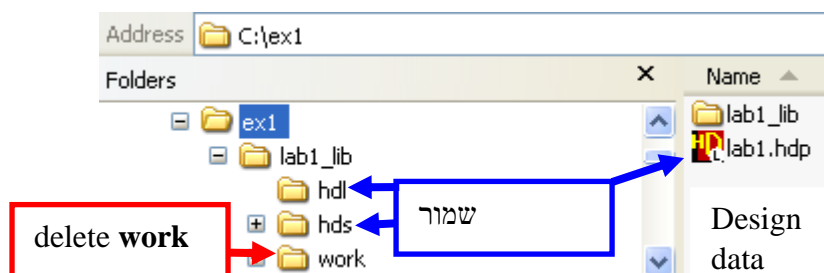 Address C:\ex1
Folders × Name
ex1
lab1_lib
hdl
hds
work
lab1_lib
lab1.hdp
שמור
delete work
Design
data